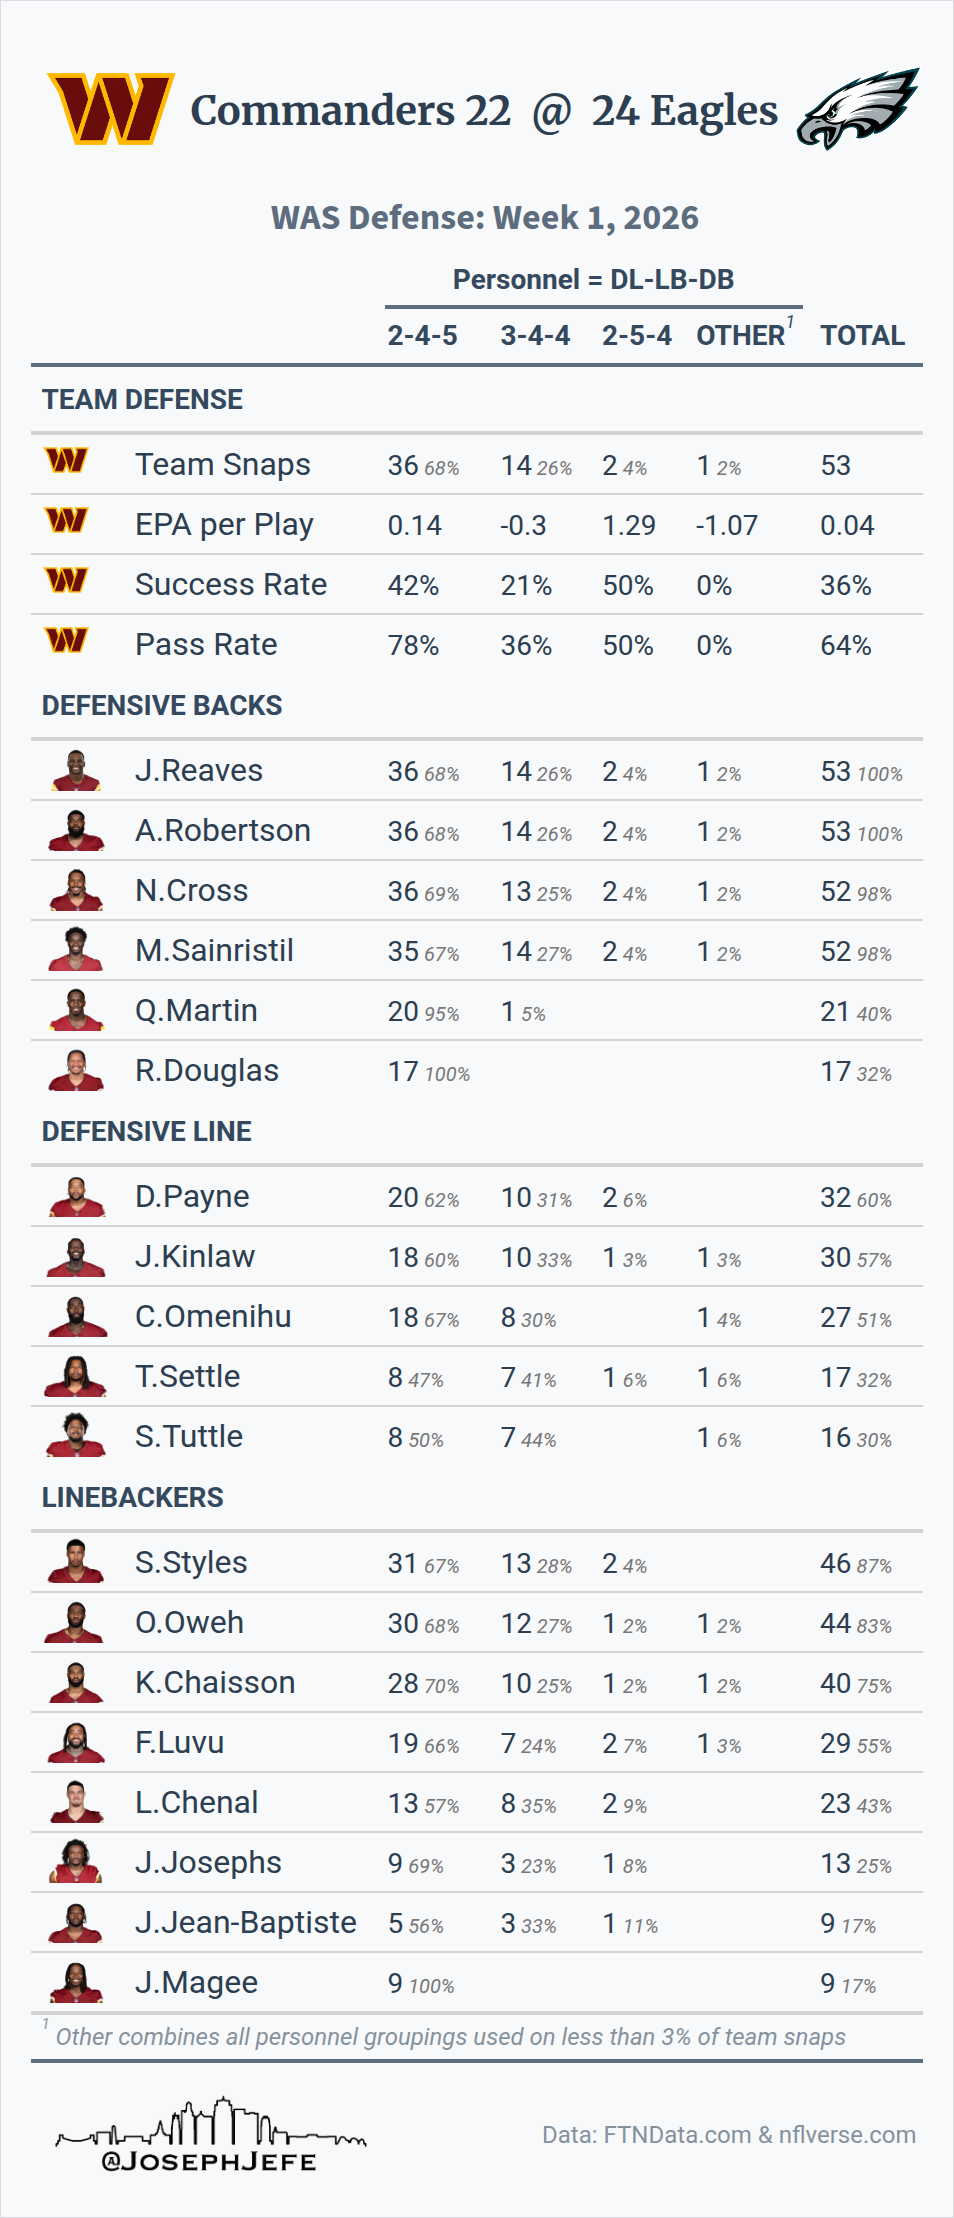 Commanders 22 @ 24 Eagles
WAS Defense: Week 1, 2026
Personnel = DL-LB-DB
2-4-5 3-4-4 2-5-4 OTHER1 TOTAL
TEAM DEFENSE
Team Snaps 36 68% 14 26% 2 4% 1 2% 53
EPA per Play 0.14 -0.3 1.29 -1.07 0.04
Success Rate 42% 21% 50% 0% 36%
Pass Rate 78% 36% 50% 0% 64%
DEFENSIVE BACKS
J.Reaves 36 68% 14 26% 2 4% 1 2% 53 100%
A.Robertson 36 68% 14 26% 2 4% 1 2% 53 100%
N.Cross 36 69% 13 25% 2 4% 1 2% 52 98%
M.Sainristil 35 67% 14 27% 2 4% 1 2% 52 98%
Q.Martin 20 95% 1 5% 21 40%
R.Douglas 17 100% 17 32%
DEFENSIVE LINE
D.Payne 20 62% 10 31% 2 6% 32 60%
J.Kinlaw 18 60% 10 33% 1 3% 1 3% 30 57%
C.Omenihu 18 67% 8 30% 1 4% 27 51%
T.Settle 8 47% 7 41% 1 6% 1 6% 17 32%
S.Tuttle 8 50% 7 44% 1 6% 16 30%
LINEBACKERS
S.Styles 31 67% 13 28% 2 4% 46 87%
O.Oweh 30 68% 12 27% 1 2% 1 2% 44 83%
K.Chaisson 28 70% 10 25% 1 2% 1 2% 40 75%
F.Luvu 19 66% 7 24% 2 7% 1 3% 29 55%
L.Chenal 13 57% 8 35% 2 9% 23 43%
J.Josephs 9 69% 3 23% 1 8% 13 25%
J.Jean-Baptiste 5 56% 3 33% 1 11% 9 17%
J.Magee 9 100% 9 17%
1 Other combines all personnel groupings used on less than 3% of team snaps
@JOSEPHJEFE
Data: FTNData.com & nflverse.com